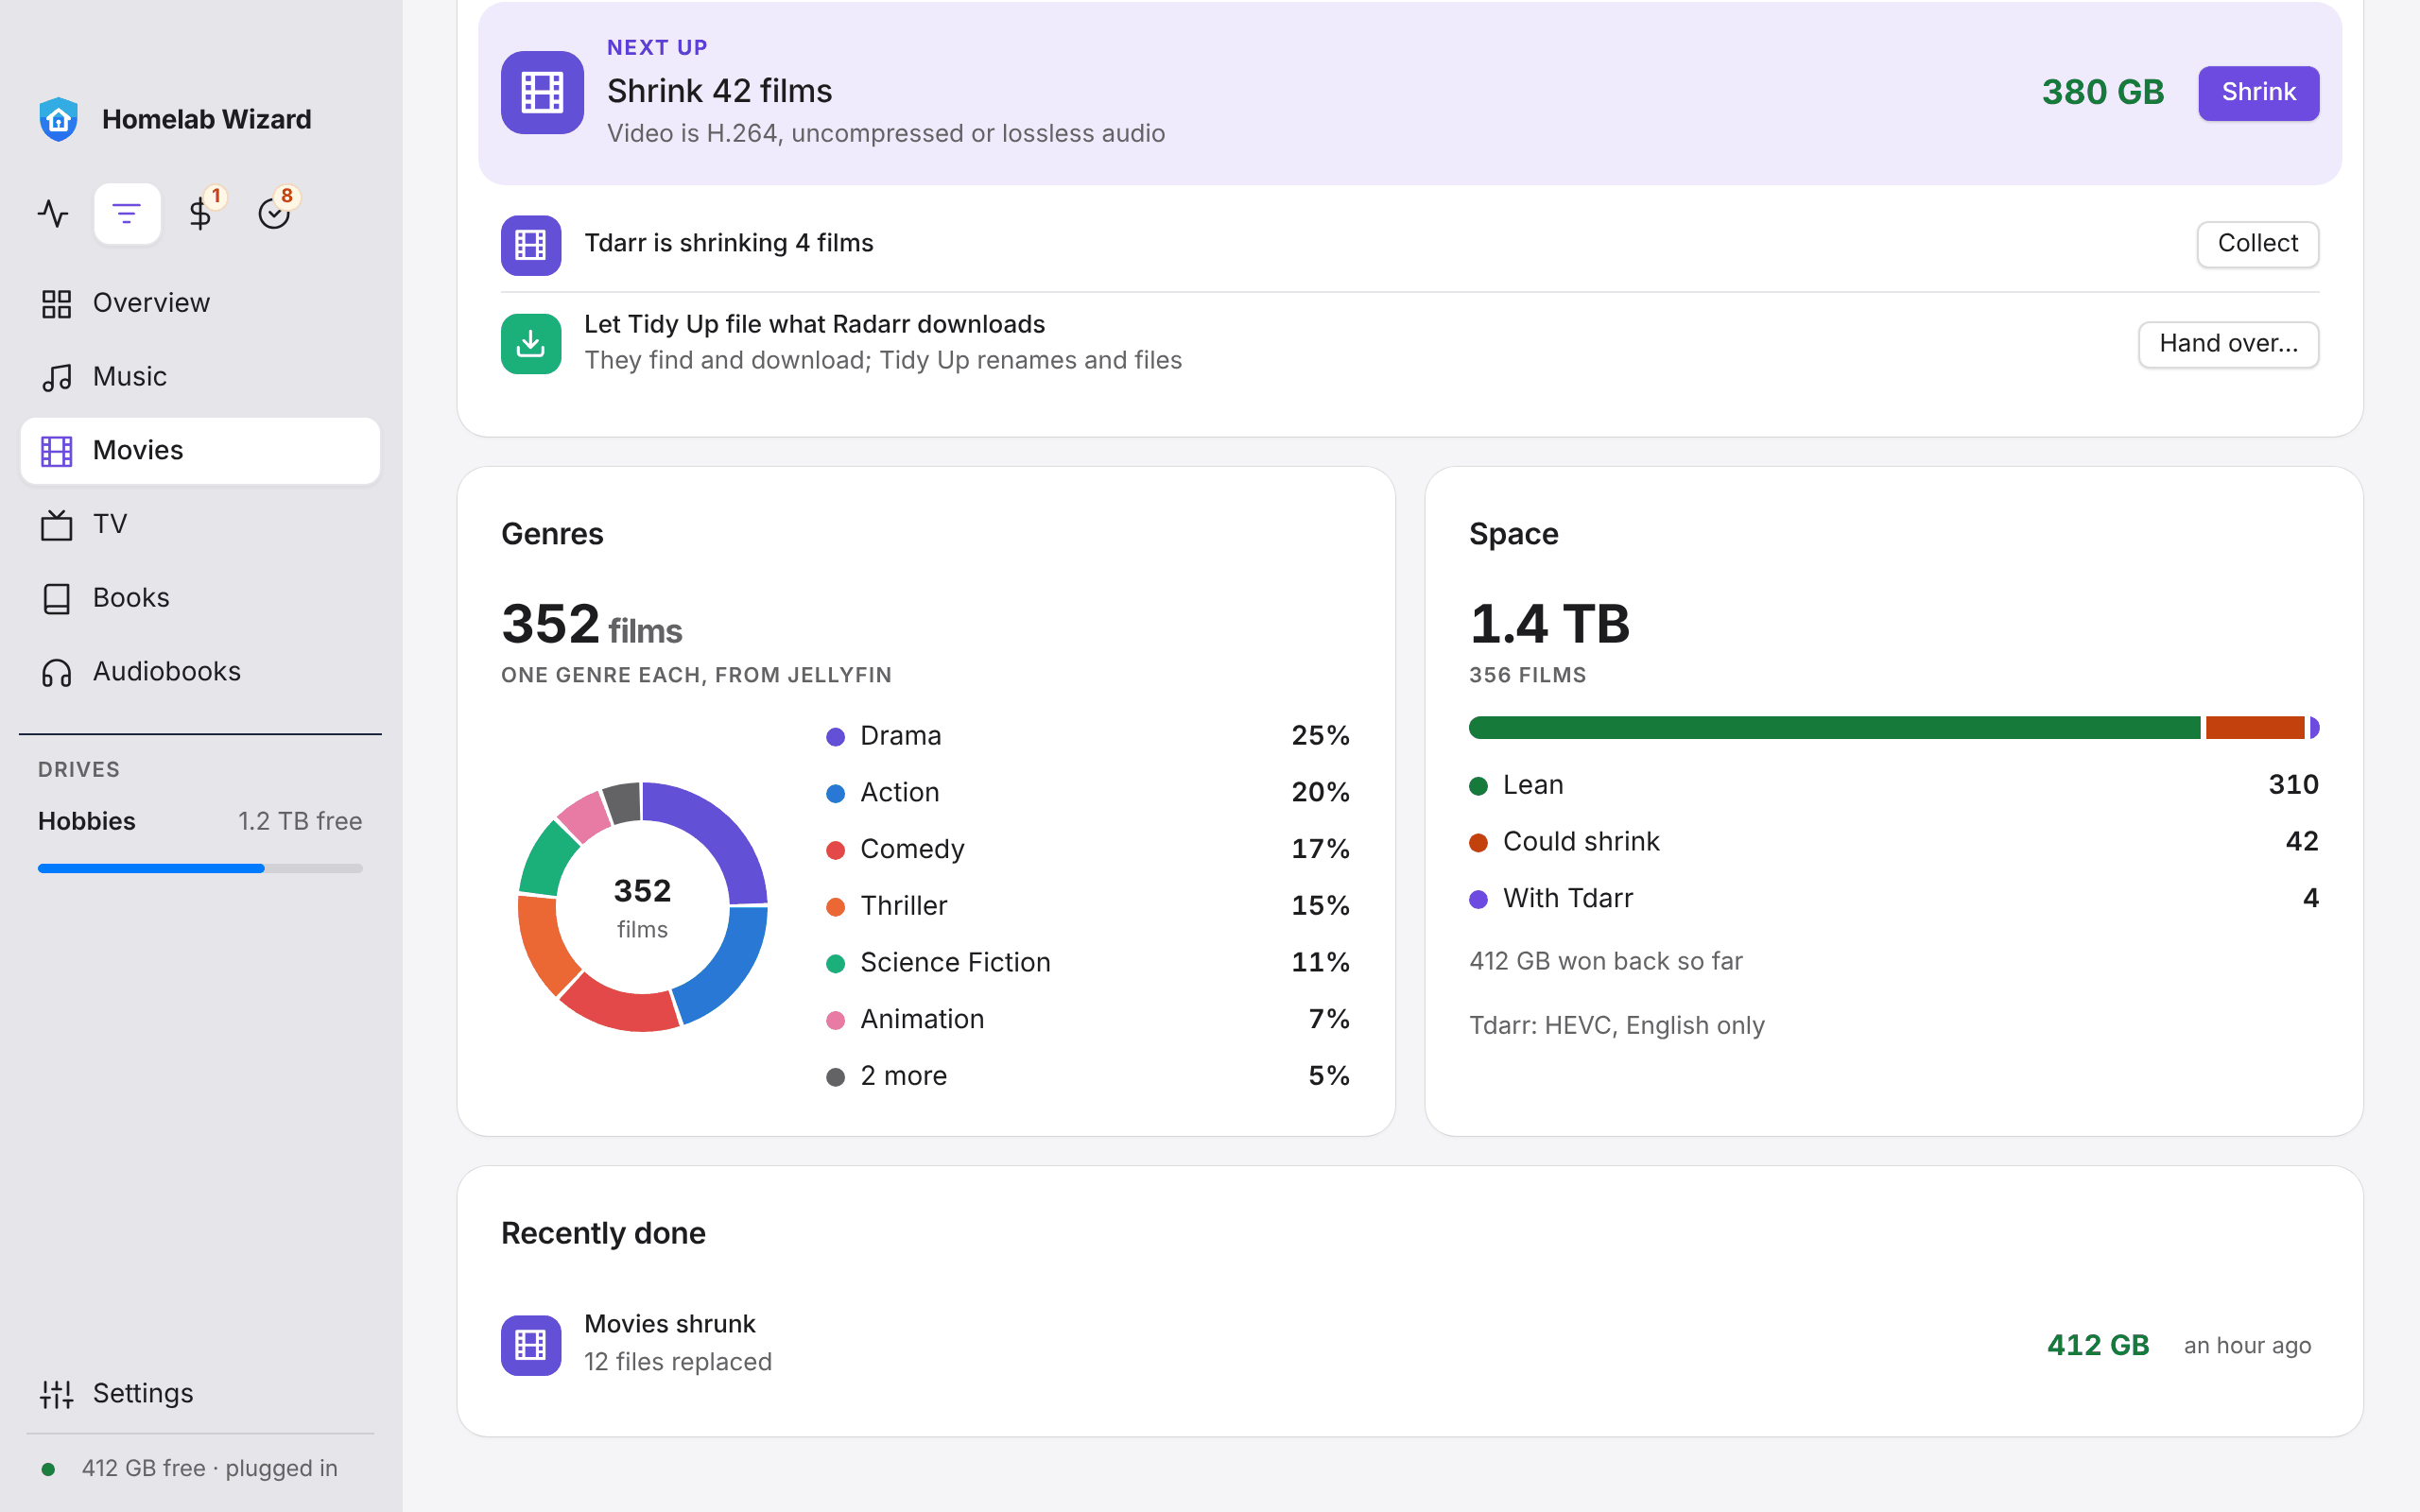 Homelab Wizard
1
8
Overview
Music
Movies
TV
Books
Audiobooks
DRIVES
Hobbies 1.2 TB free
Settings
412 GB free · plugged in
NEXT UP
Shrink 42 films
Video is H.264, uncompressed or lossless audio
380 GB
Shrink
Tdarr is shrinking 4 films
Collect
Let Tidy Up file what Radarr downloads
They find and download; Tidy Up renames and files
Hand over...
Genres
352 films
ONE GENRE EACH, FROM JELLYFIN
352
films
Drama 25%
Action 20%
Comedy 17%
Thriller 15%
Science Fiction 11%
Animation 7%
2 more 5%
Space
1.4 TB
356 FILMS
Lean 310
Could shrink 42
With Tdarr 4
412 GB won back so far
Tdarr: HEVC, English only
Recently done
Movies shrunk
12 files replaced
412 GB
an hour ago